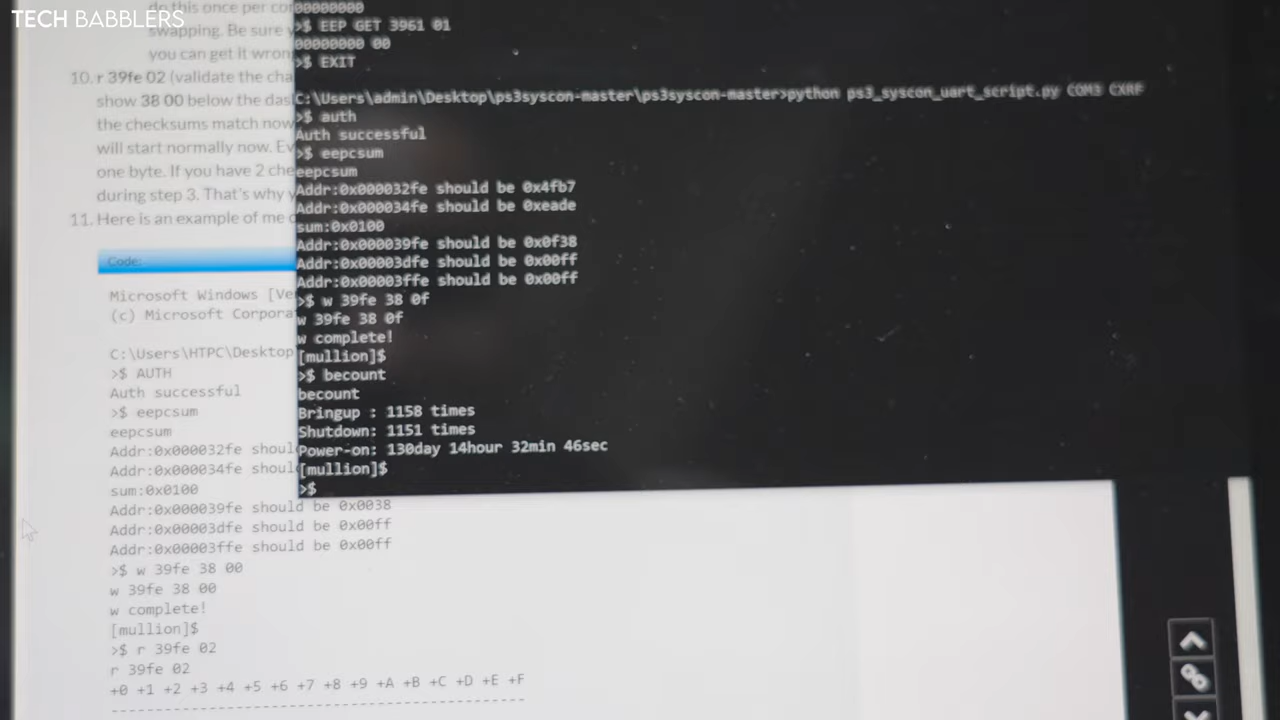 TECH BABBLERS
do this once per co
swapping. Be sure
you can get it wron
10. r 39fe 02 (validate the cha
show 38 00 below the das
the checksums match now
will start normally now. Ev
one byte. If you have 2 che
during step 3. That's why
11. Here is an example of me
Code:
Microsoft Windows [Ve
(c) Microsoft Corpora
C:\Users\HTPC\Desktop
>$ AUTH
Auth successful
>$ eepcsum
eepcsum
Addr:0x000032fe should
Addr:0x000034fe shoul
sum:0x0100
Addr:0x000039fe should be 0x0038
Addr:0x00003dfe should be 0x00ff
Addr:0x00003ffe should be 0x00ff
>$ w 39fe 38 00
w 39fe 38 00
w complete!
[mullion]$
>$ r 39fe 02
r 39fe 02
+0 +1 +2 +3 +4 +5 +6 +7 +8 +9 +A +B +C +D +E +F
00000000
>$ EEP GET 3961 01
00000000 00
>$ EXIT
C:\Users\admin\Desktop\ps3syscon-master\ps3syscon-master>python ps3_syscon_uart_script.py COM3 CXRF
>$ auth
Auth successful
>$ eepcsum
eepcsum
Addr:0x000032fe should be 0x4fb7
Addr:0x000034fe should be 0xeade
sum:0x0100
Addr:0x000039fe should be 0x0f38
Addr:0x00003dfe should be 0x00ff
Addr:0x00003ffe should be 0x00ff
>$ w 39fe 38 0f
w 39fe 38 0f
w complete!
[mullion]$
>$ becount
becount
Bringup : 1158 times
Shutdown: 1151 times
Power-on: 130day 14hour 32min 46sec
[mullion]$
>$